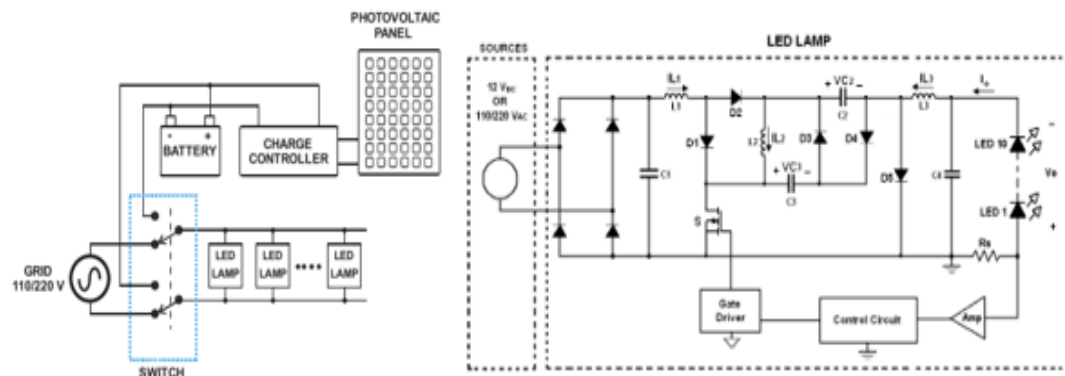 PHOTOVOLTAIC
PANEL
- +
BATTERY
CHARGE
CONTROLLER
GRID
110/220 V
LED
LAMP
LED
LAMP
LED
LAMP
SWITCH
SOURCES
12 VDC
OR
110/220 VAC
LED LAMP
IL1
L1
D2
+ VC2 -
C2
IL3
L3
Io
D1
L2
IL2
D3
D4
C1
+ VC3 -
C3
D5
LED 10
-
Vo
LED 1
+
S
Rs
Gate
Driver
Control Circuit
Amp